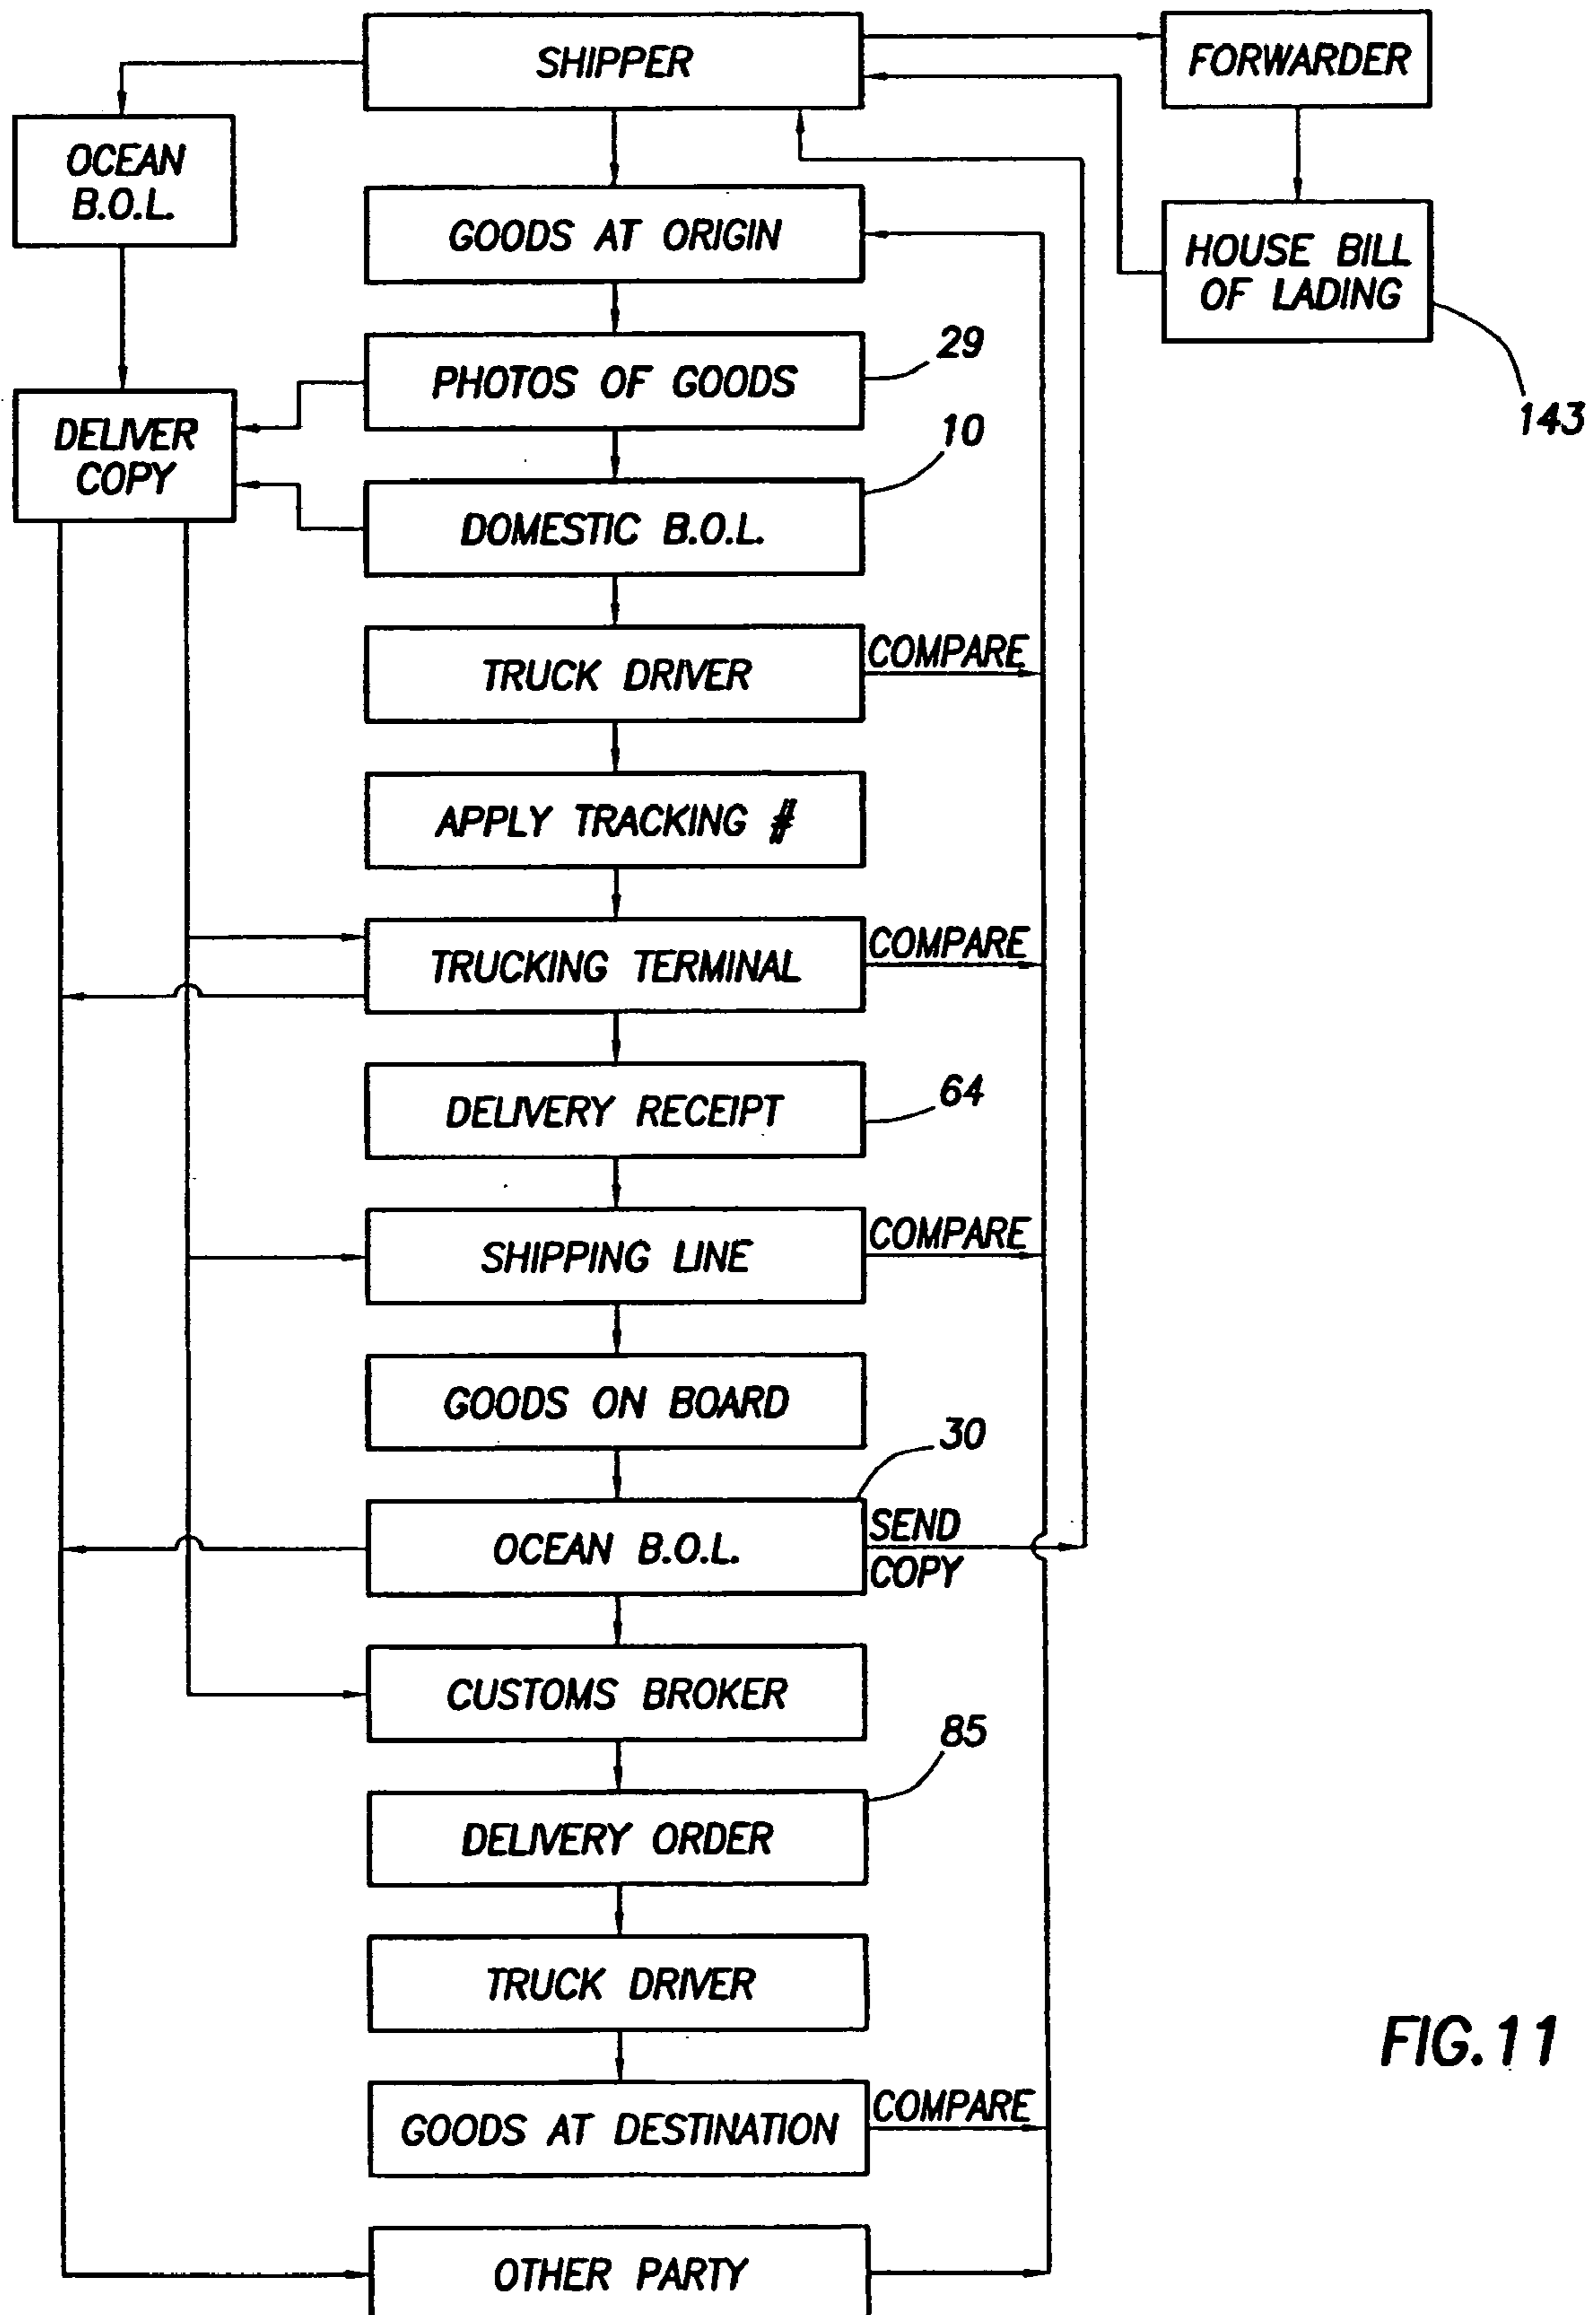 SHIPPER
FORWARDER
OCEAN
B.O.L.
GOODS AT ORIGIN
HOUSE BILL
OF LADING
143
PHOTOS OF GOODS
29
DELIVER
COPY
10
DOMESTIC B.O.L.
TRUCK DRIVER
COMPARE
APPLY TRACKING #
TRUCKING TERMINAL
COMPARE
DELIVERY RECEIPT
64
SHIPPING LINE
COMPARE
GOODS ON BOARD
30
OCEAN B.O.L.
SEND
COPY
CUSTOMS BROKER
85
DELIVERY ORDER
TRUCK DRIVER
FIG.11
GOODS AT DESTINATION
COMPARE
OTHER PARTY